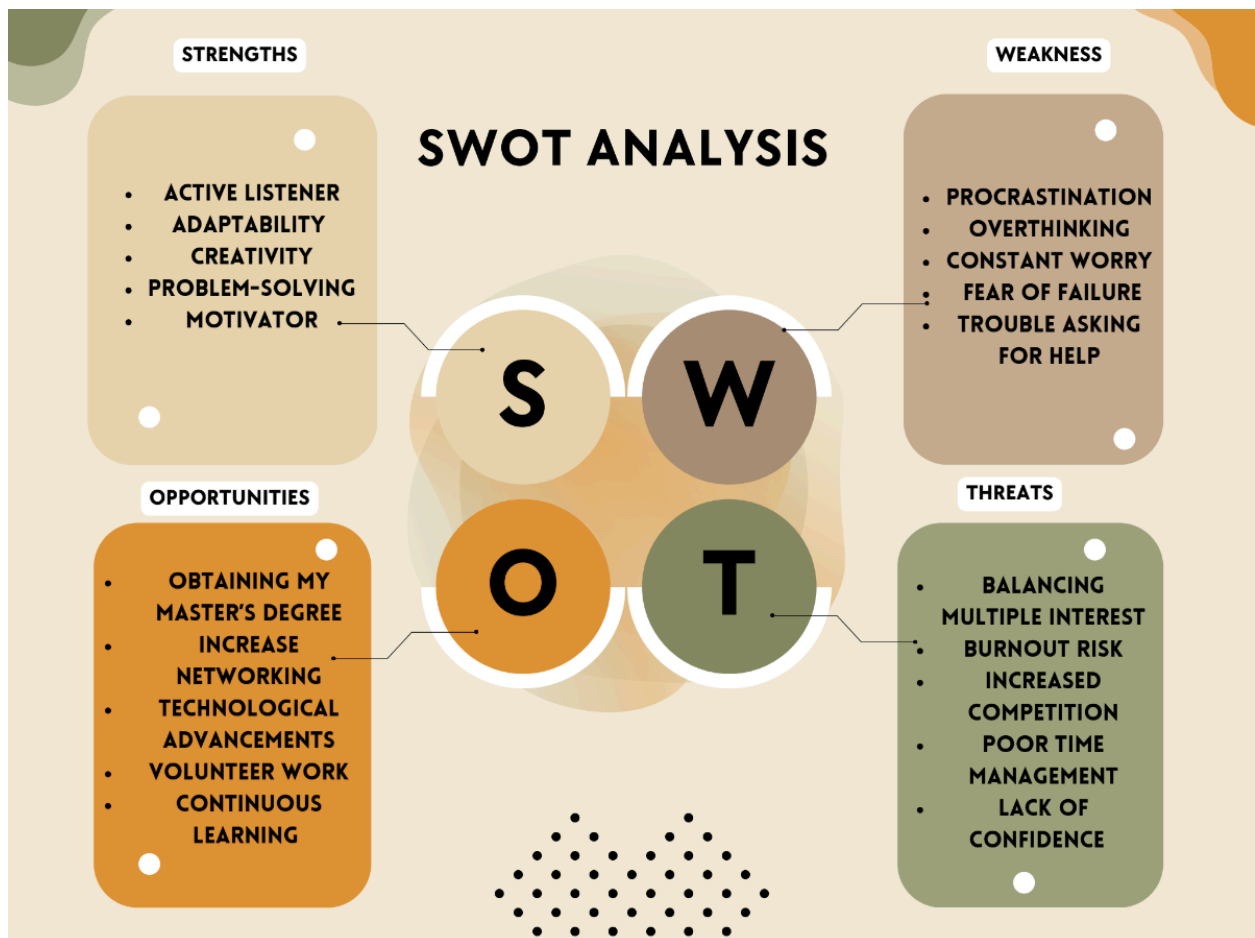 STRENGTHS
• ACTIVE LISTENER
• ADAPTABILITY
• CREATIVITY
• PROBLEM-SOLVING
• MOTIVATOR
SWOT ANALYSIS
WEAKNESS
• PROCRASTINATION
• OVERTHINKING
• CONSTANT WORRY
• FEAR OF FAILURE
• TROUBLE ASKING
FOR HELP
S
W
O
T
OPPORTUNITIES
• OBTAINING MY
MASTER'S DEGREE
• INCREASE
NETWORKING
• TECHNOLOGICAL
ADVANCEMENTS
• VOLUNTEER WORK
• CONTINUOUS
LEARNING
THREATS
• BALANCING
MULTIPLE INTEREST
• BURNOUT RISK
• INCREASED
COMPETITION
• POOR TIME
MANAGEMENT
• LACK OF
CONFIDENCE